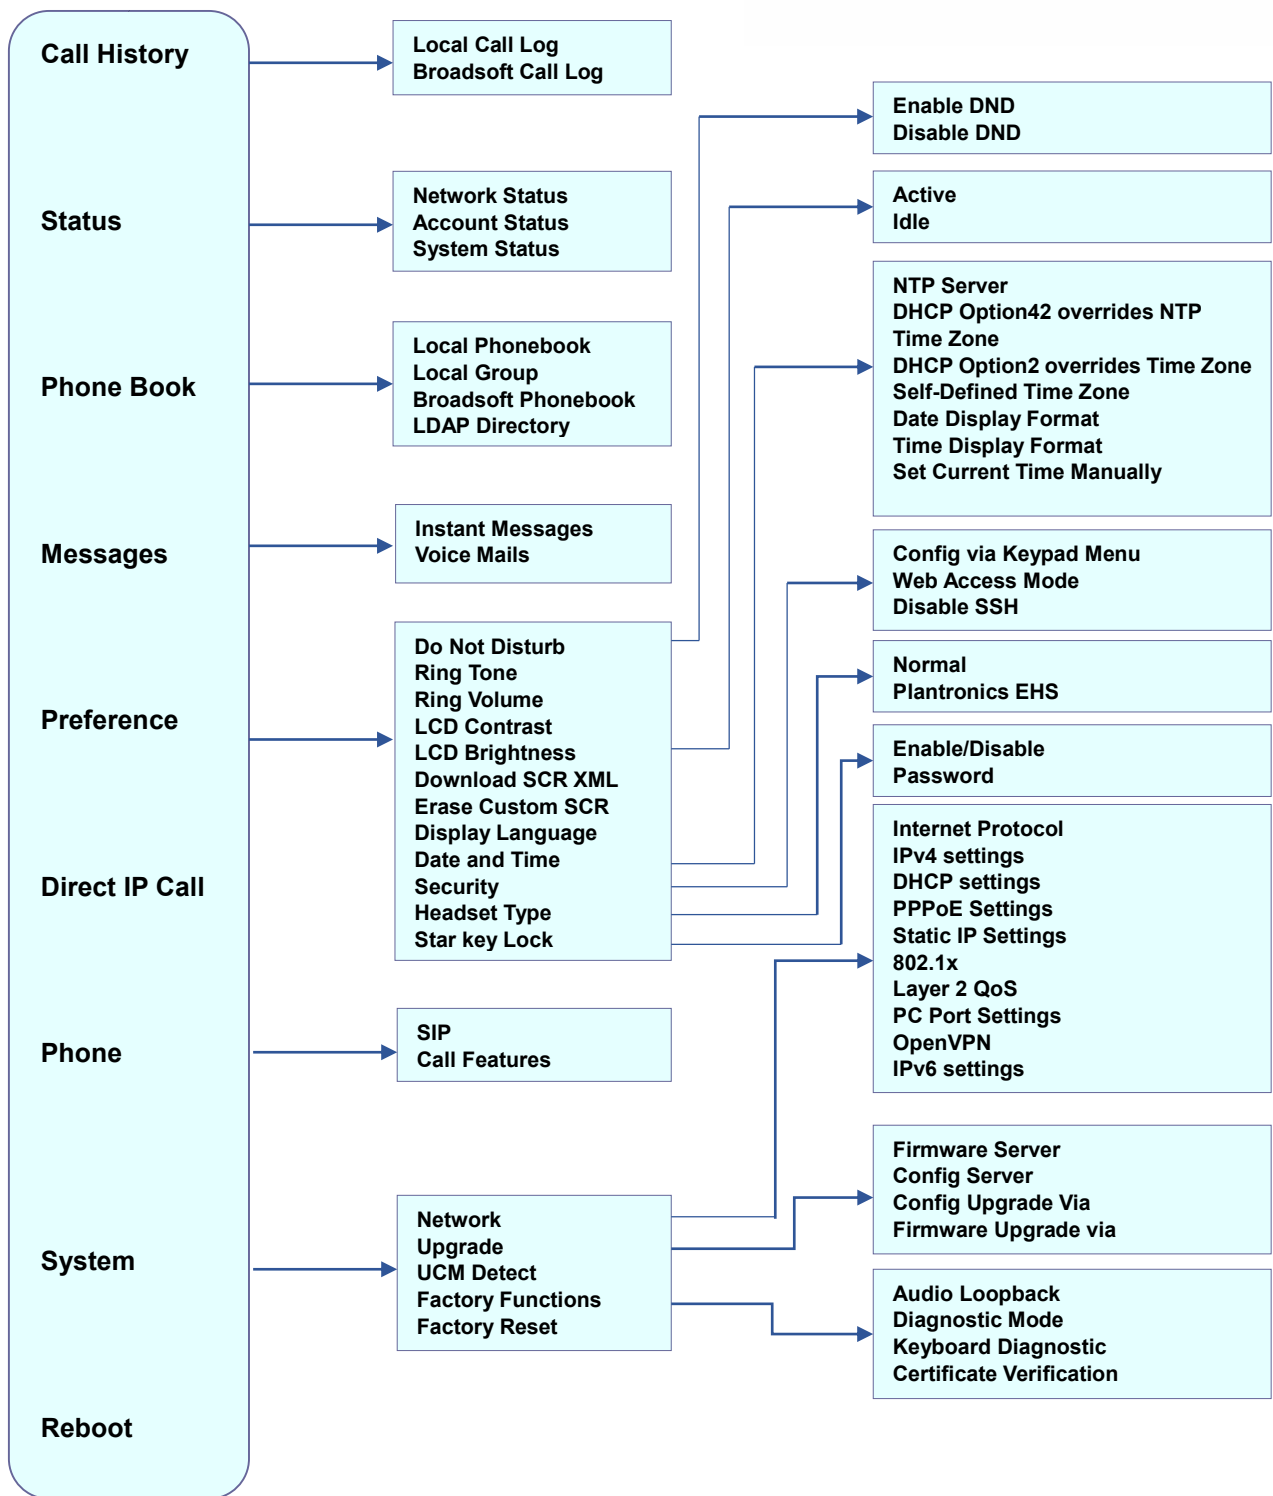 Call History
Status
Phone Book
Messages
Preference
Direct IP Call
Phone
System
Reboot
Local Call Log
Broadsoft Call Log
Network Status
Account Status
System Status
Local Phonebook
Local Group
Broadsoft Phonebook
LDAP Directory
Instant Messages
Voice Mails
Do Not Disturb
Ring Tone
Ring Volume
LCD Contrast
LCD Brightness
Download SCR XML
Erase Custom SCR
Display Language
Date and Time
Security
Headset Type
Star key Lock
SIP
Call Features
Network
Upgrade
UCM Detect
Factory Functions
Factory Reset
Enable DND
Disable DND
Active
Idle
NTP Server
DHCP Option42 overrides NTP
Time Zone
DHCP Option2 overrides Time Zone
Self-Defined Time Zone
Date Display Format
Time Display Format
Set Current Time Manually
Config via Keypad Menu
Web Access Mode
Disable SSH
Normal
Plantronics EHS
Enable/Disable
Password
Internet Protocol
IPv4 settings
DHCP settings
PPPoE Settings
Static IP Settings
802.1x
Layer 2 QoS
PC Port Settings
OpenVPN
IPv6 settings
Firmware Server
Config Server
Config Upgrade Via
Firmware Upgrade via
Audio Loopback
Diagnostic Mode
Keyboard Diagnostic
Certificate Verification